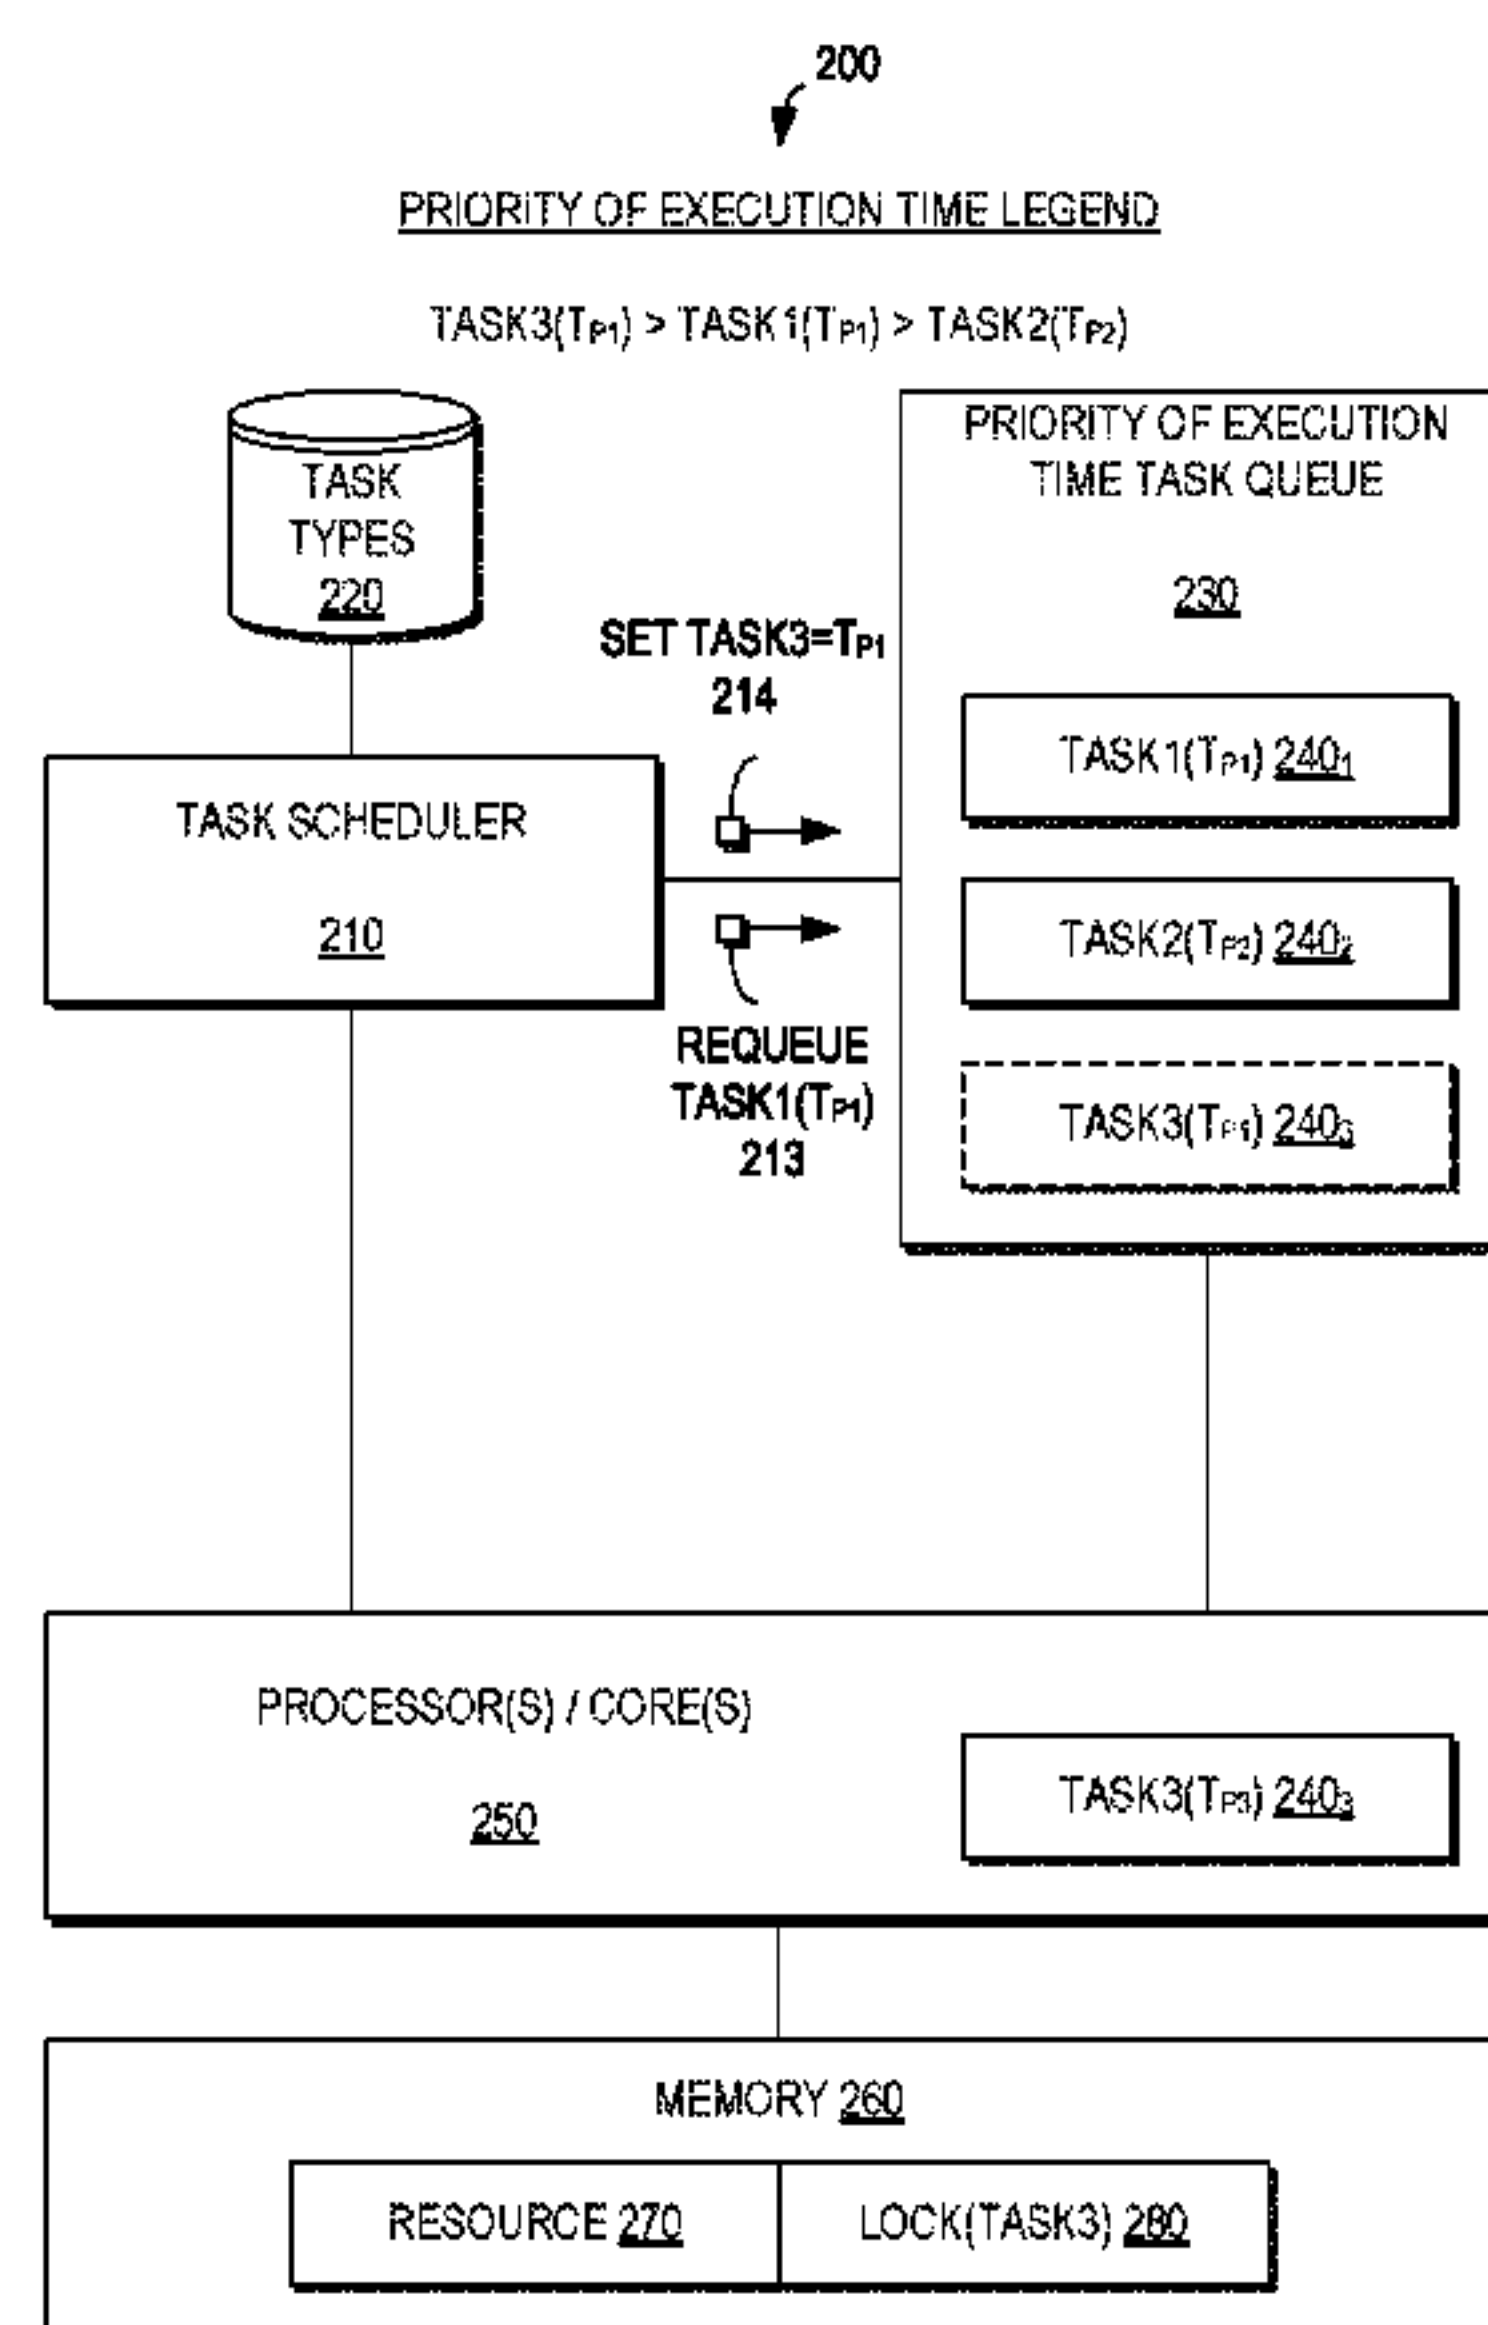 200
PRIORITY OF EXECUTION TIME LEGEND
TASK3(TP1) > TASK1(TP1) > TASK2(TP2)
TASK
TYPES
220
PRIORITY OF EXECUTION
TIME TASK QUEUE
230
SET TASK3=TP1
214
TASK1(TP1) 2401
TASK SCHEDULER
210
TASK2(TP2) 2402
REQUEUE
TASK1(TP1)
213
TASK3(TP1) 2403
PROCESSOR(S) / CORE(S)
250
TASK3(TP3) 2403
MEMORY 260
RESOURCE 270
LOCK(TASK3) 280